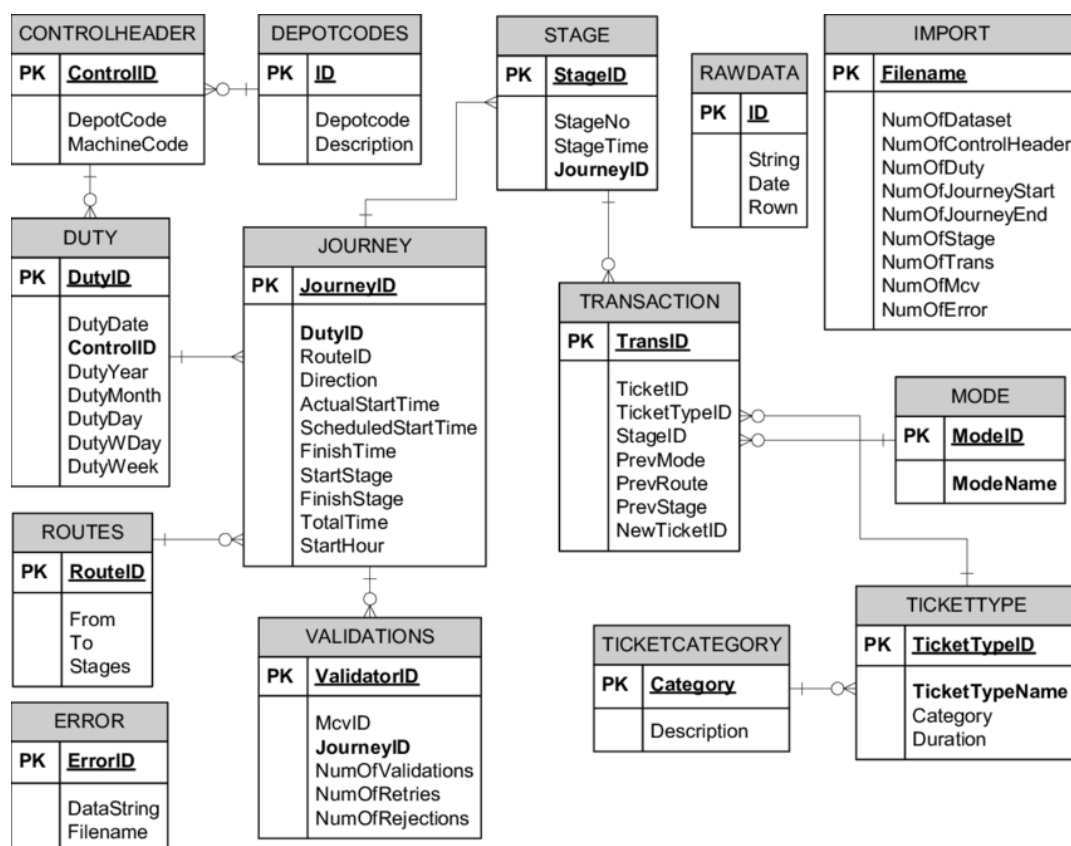 CONTROLHEADER
PK ControlID
DepotCode
MachineCode
DEPOTCODES
PK ID
Depotcode
Description
STAGE
PK StageID
StageNo
StageTime
JourneyID
RAWDATA
PK ID
String
Date
Rown
IMPORT
PK Filename
NumOfDataset
NumOfControlHeader
NumOfDuty
NumOfJourneyStart
NumOfJourneyEnd
NumOfStage
NumOfTrans
NumOfMcv
NumOfError
DUTY
PK DutyID
DutyDate
ControlID
DutyYear
DutyMonth
DutyDay
DutyWDay
DutyWeek
JOURNEY
PK JourneyID
DutyID
RouteID
Direction
ActualStartTime
ScheduledStartTime
FinishTime
StartStage
FinishStage
TotalTime
StartHour
TRANSACTION
PK TransID
TicketID
TicketTypeID
StageID
PrevMode
PrevRoute
PrevStage
NewTicketID
MODE
PK ModeID
ModeName
ROUTES
PK RouteID
From
To
Stages
VALIDATIONS
PK ValidatorID
McvID
JourneyID
NumOfValidations
NumOfRetries
NumOfRejections
TICKETCATEGORY
PK Category
Description
TICKETTYPE
PK TicketTypeID
TicketTypeName
Category
Duration
ERROR
PK ErrorID
DataString
Filename